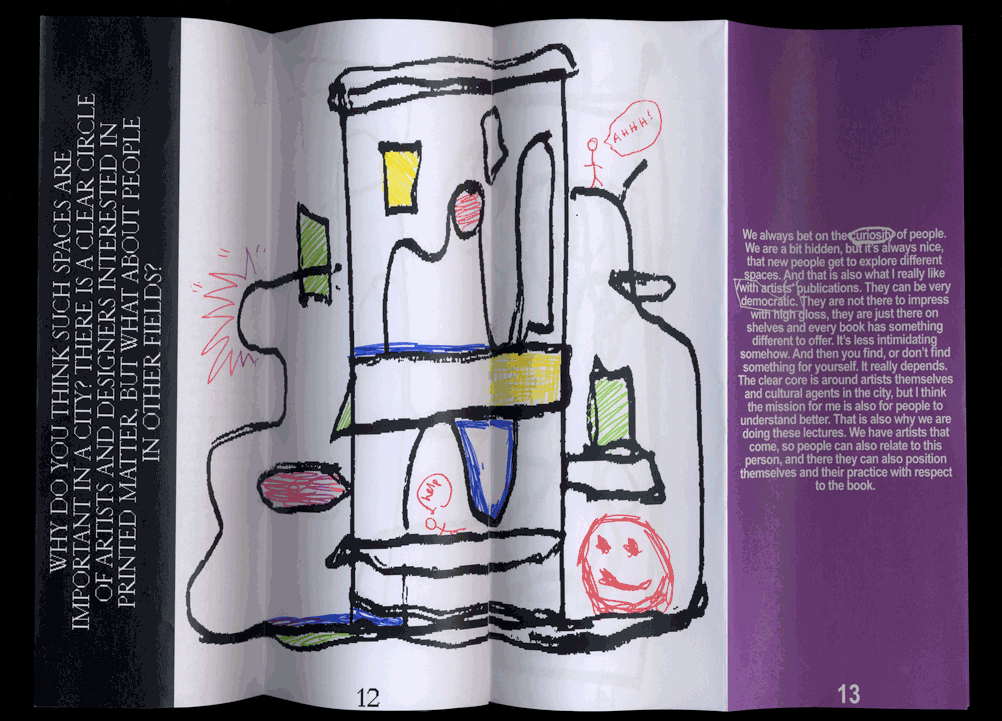 WHY DO YOU THINK SUCH SPACES ARE
IMPORTANT IN A CITY? THERE IS A CLEAR CIRCLE
OF ARTISTS AND DESIGNERS INTERESTED IN
PRINTED MATTER, BUT WHAT ABOUT PEOPLE
IN OTHER FIELDS?
AHHH!
help
12
We always bet on the curiosity of people.
We are a bit hidden, but it's always nice,
that new people get to explore different
spaces. And that is also what I really like
with artists' publications. They can be very
democratic. They are not there to impress
with high gloss, they are just there on
shelves and every book has something
different to offer. It's less intimidating
somehow. And then you find, or don't find
something for yourself. It really depends.
The clear core is around artists themselves
and cultural agents in the city, but I think
the mission for me is also for people to
understand better. That is also why we are
doing these lectures. We have artists that
come, so people can also relate to this
person, and there they can also position
themselves and their practice with respect
to the book.
13